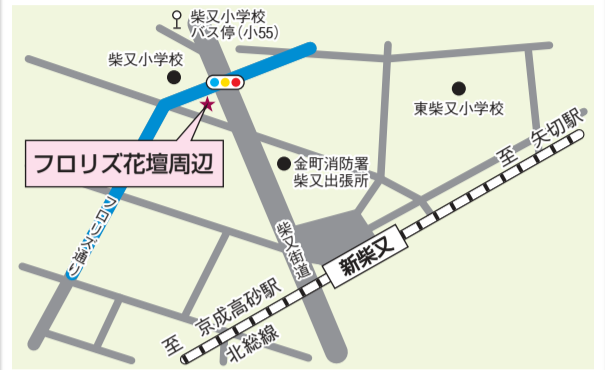 柴又小学校
バス停（小55）
柴又小学校
東柴又小学校
フロリズ花壇周辺
金町消防署
柴又出張所
至 矢切駅
フロリズ通り
柴又街道
新柴又
至 京成高砂駅
北総線